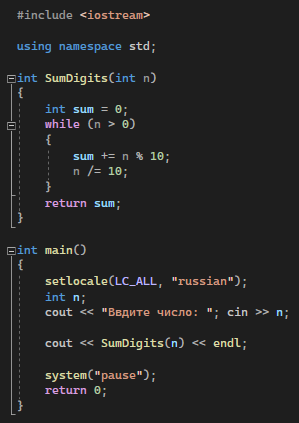 #include <iostream>
using namespace std;
int SumDigits(int n)
{
int sum = 0;
while (n > 0)
{
sum += n % 10;
n /= 10;
}
return sum;
}
int main()
{
setlocale(LC_ALL, "russian");
int n;
cout << "Ввдите число: "; cin >> n;
cout << SumDigits(n) << endl;
system("pause");
return 0;
}